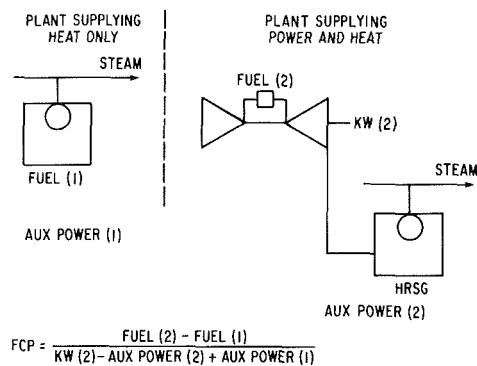 PLANT SUPPLYING
HEAT ONLY
STEAM
FUEL (1)
AUX POWER (1)
PLANT SUPPLYING
POWER AND HEAT
FUEL (2)
KW (2)
STEAM
HRSG
AUX POWER (2)
FCP = FUEL (2) - FUEL (1)
KW (2) - AUX POWER (2) + AUX POWER (1)